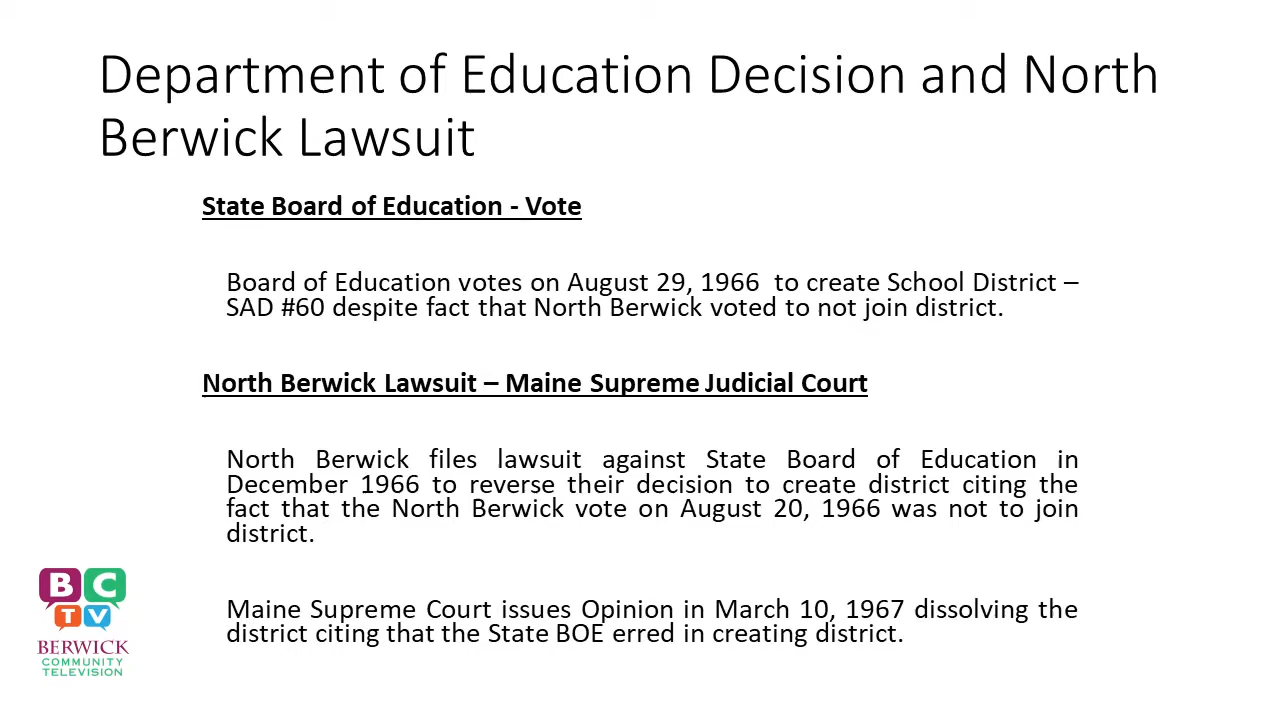 Department of Education Decision and North
Berwick Lawsuit
State Board of Education - Vote
Board of Education votes on August 29, 1966  to create School District –
SAD #60 despite fact that North Berwick voted to not join district.
North Berwick Lawsuit – Maine Supreme Judicial Court
North Berwick files lawsuit against State Board of Education in
December 1966 to reverse their decision to create district citing the
fact that the North Berwick vote on August 20, 1966 was not to join
district.
Maine Supreme Court issues Opinion in March 10, 1967 dissolving the
district citing that the State BOE erred in creating district.
B C
T V
BERWICK
COMMUNITY
TELEVISION